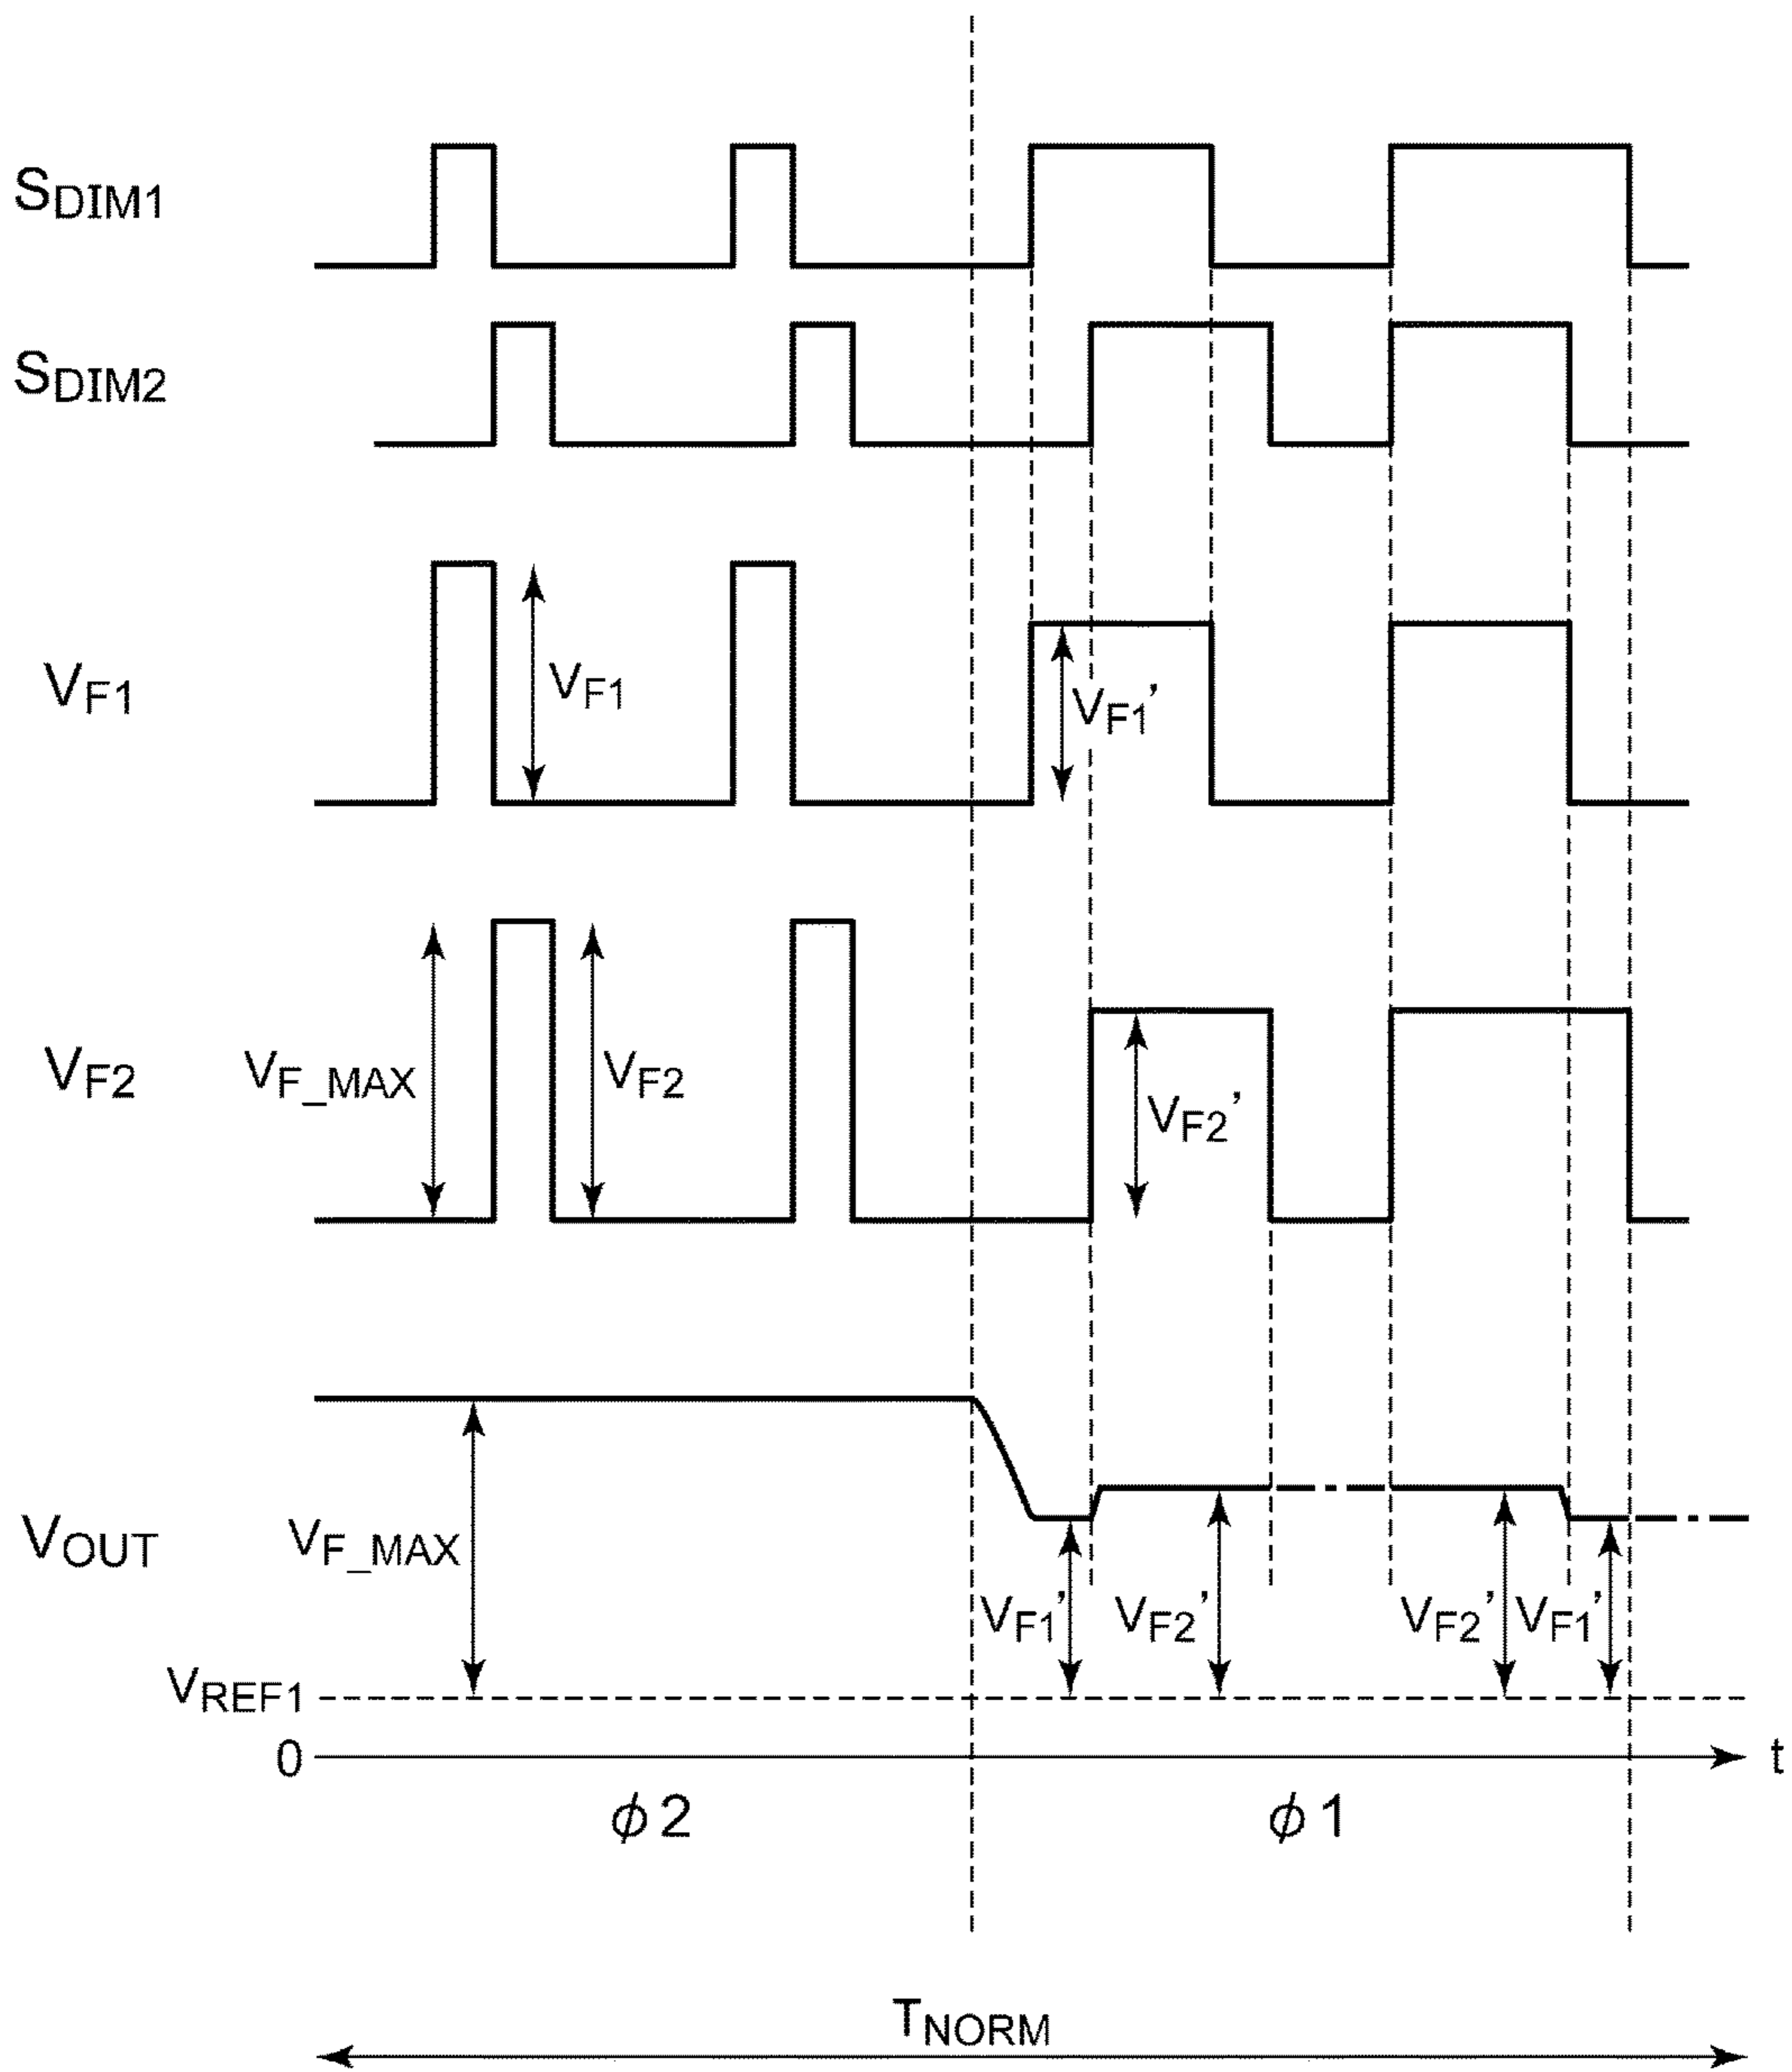 SDIM1
SDIM2
VF1
VF1
VF1’
VF2
VF_MAX
VF2
VF2’
VOUT
VF_MAX
VF1’
VF2’
VF2’
VF1’
VREF1
0
t
ϕ2
ϕ1
TNORM